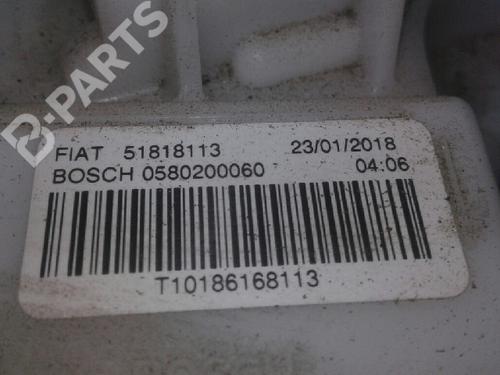 B-PARTS
FIAT 51818113 23/01/2018
BOSCH 0580200060 04:06
T10186168113